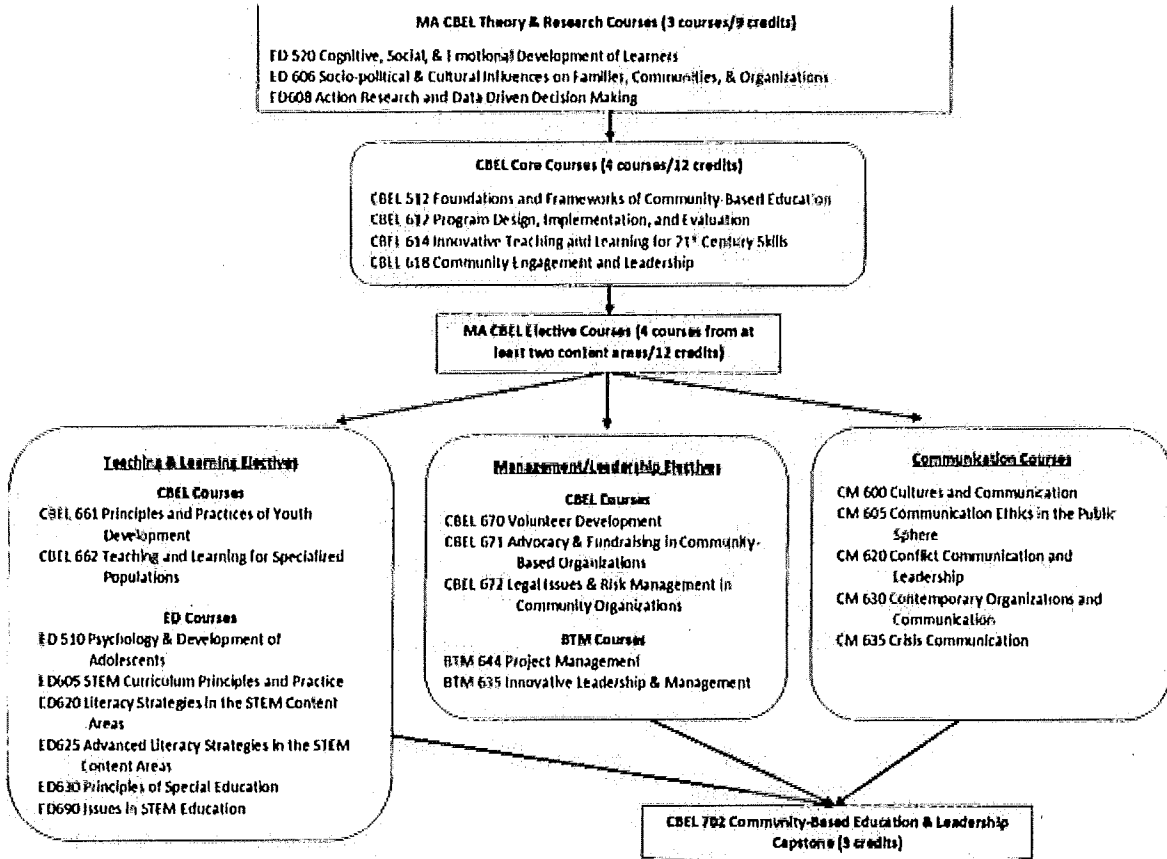 MA CBEL Theory & Research Courses (3 courses/9 credits)
ED 520 Cognitive, Social, & Emotional Development of Learners
ED 606 Socio-political & Cultural Influences on Families, Communities, & Organizations
ED608 Action Research and Data Driven Decision Making
CBEL Core Courses (4 courses/12 credits)
CBEL 512 Foundations and Frameworks of Community-Based Education
CBEL 612 Program Design, Implementation, and Evaluation
CBEL 614 Innovative Teaching and Learning for 21st Century Skills
CBEL 618 Community Engagement and Leadership
MA CBEL Elective Courses (4 courses from at
least two content areas/12 credits)
Teaching & Learning Electives
CBEL Courses
CBEL 661 Principles and Practices of Youth
Development
CBEL 662 Teaching and Learning for Specialized
Populations
ED Courses
ED 510 Psychology & Development of
Adolescents
ED605 STEM Curriculum Principles and Practice
ED620 Literacy Strategies in the STEM Content
Areas
ED625 Advanced Literacy Strategies in the STEM
Content Areas
ED630 Principles of Special Education
ED690 Issues in STEM Education
Management/Leadership Electives
CBEL Courses
CBEL 670 Volunteer Development
CBEL 671 Advocacy & Fundraising in Community-
Based Organizations
CBEL 672 Legal Issues & Risk Management in
Community Organizations
BTM Courses
BTM 644 Project Management
BTM 635 Innovative Leadership & Management
Communication Courses
CM 600 Cultures and Communication
CM 605 Communication Ethics in the Public
Sphere
CM 620 Conflict Communication and
Leadership
CM 630 Contemporary Organizations and
Communication
CM 635 Crisis Communication
CBEL 702 Community-Based Education & Leadership
Capstone (3 credits)